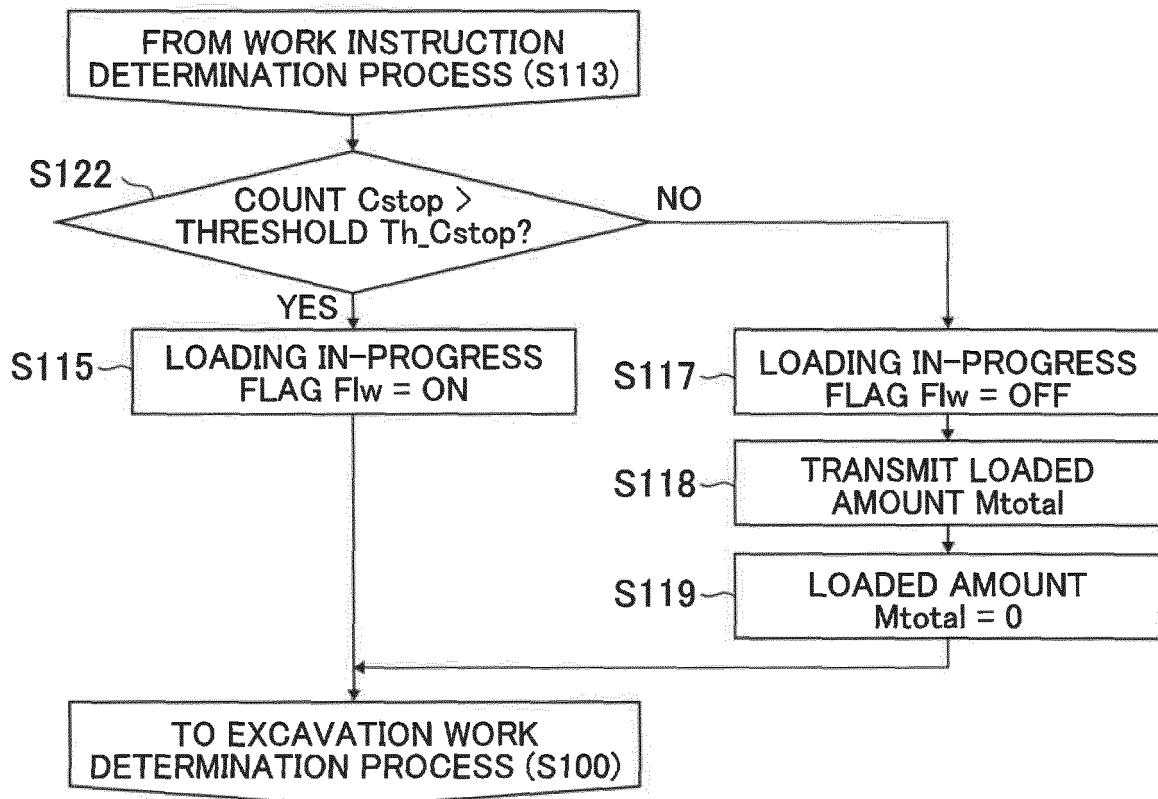 FROM WORK INSTRUCTION
DETERMINATION PROCESS (S113)
S122
COUNT Cstop >
THRESHOLD Th_Cstop?
NO
YES
S115
LOADING IN-PROGRESS
FLAG Flw = ON
S117
LOADING IN-PROGRESS
FLAG Flw = OFF
S118
TRANSMIT LOADED
AMOUNT Mtotal
S119
LOADED AMOUNT
Mtotal = 0
TO EXCAVATION WORK
DETERMINATION PROCESS (S100)